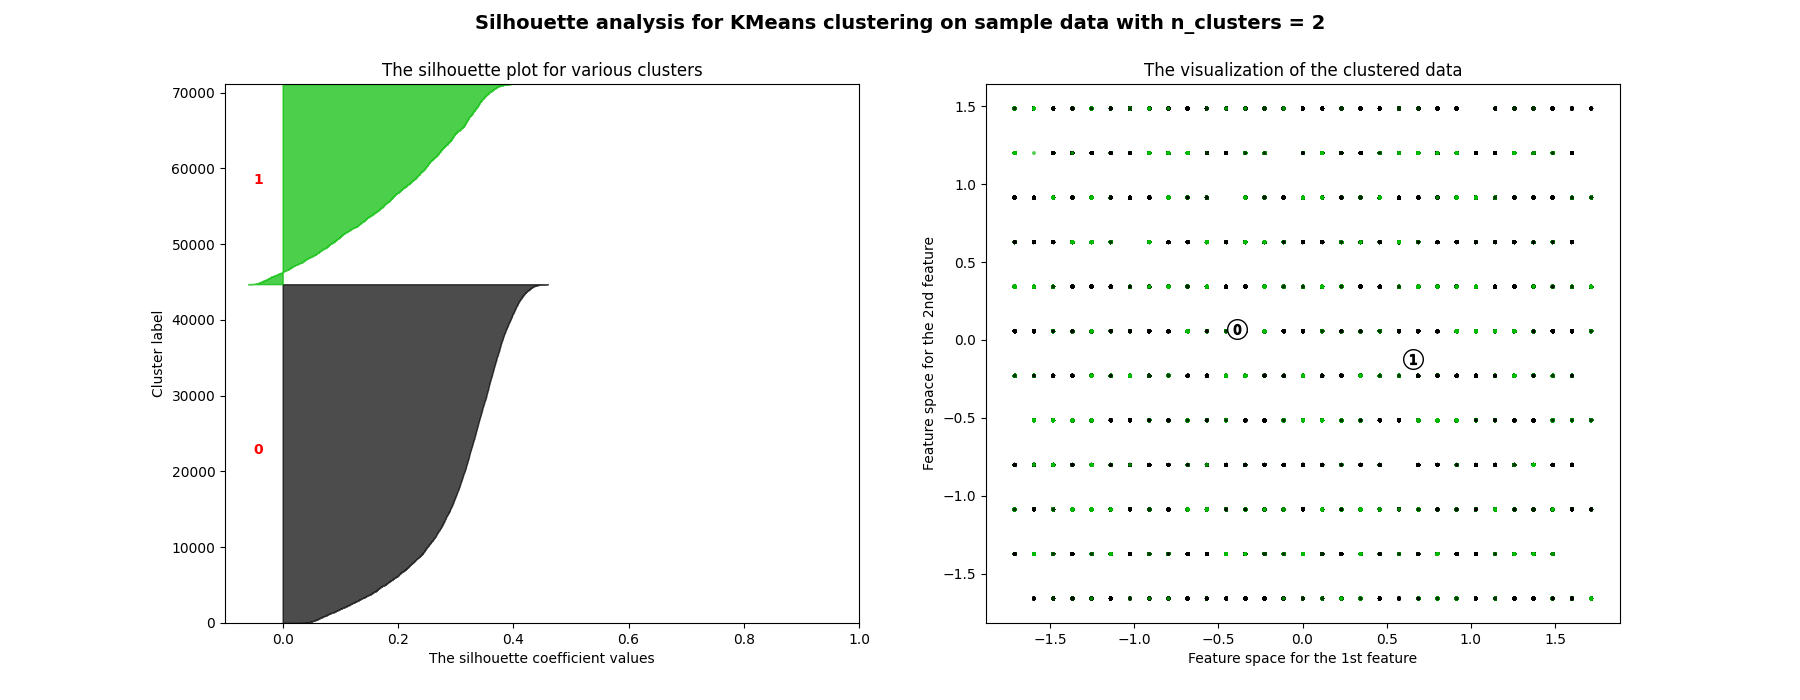 Silhouette analysis for KMeans clustering on sample data with n_clusters = 2
The silhouette plot for various clusters
70000
60000
50000
40000
30000
20000
10000
0
Cluster label
1
0
0.0 0.2 0.4 0.6 0.8 1.0
The silhouette coefficient values
The visualization of the clustered data
1.5
1.0
0.5
0.0
−0.5
−1.0
−1.5
Feature space for the 2nd feature
0
1
−1.5 −1.0 −0.5 0.0 0.5 1.0 1.5
Feature space for the 1st feature